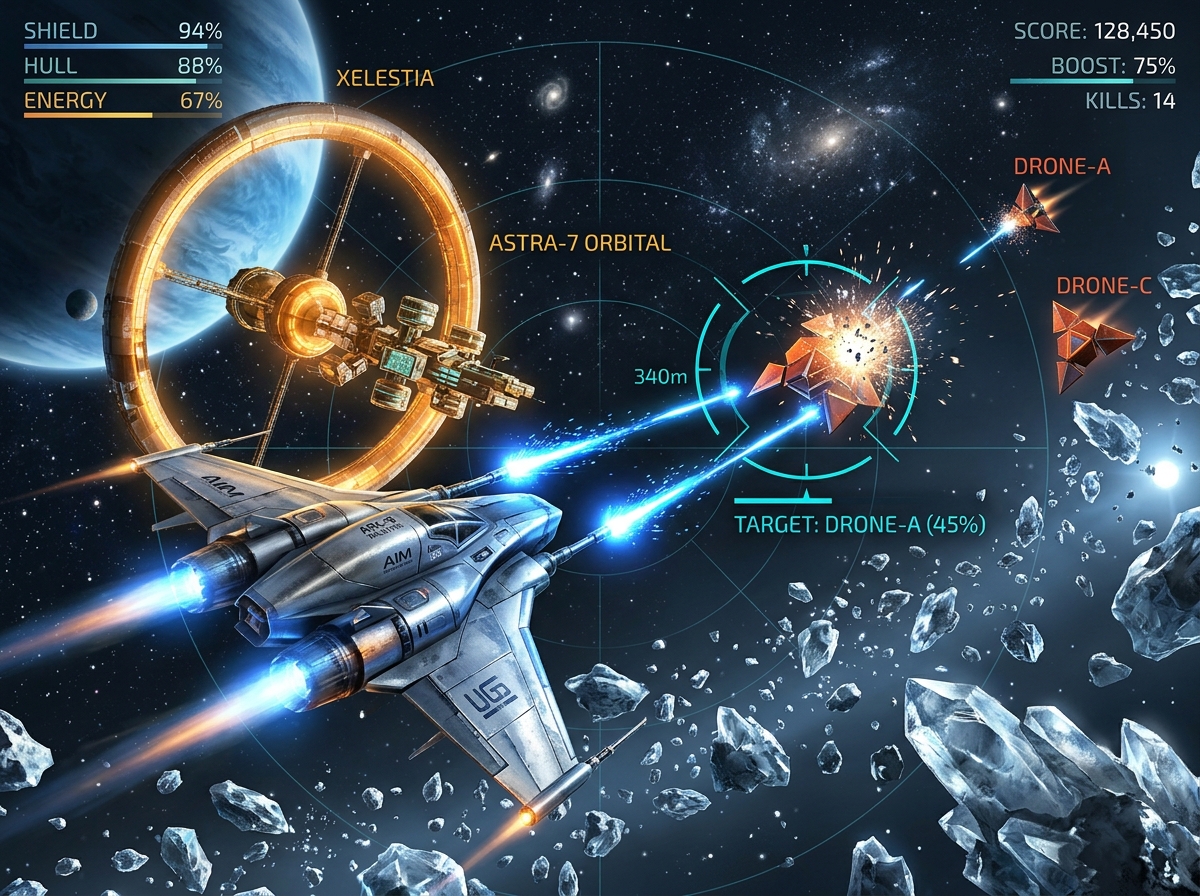 SHIELD 94%
HULL 88%
ENERGY 67%
SCORE: 128,450
BOOST: 75%
KILLS: 14
XELESTIA
ASTRA-7 ORBITAL
DRONE-A
DRONE-C
340m
TARGET: DRONE-A (45%)
AIM
AIM